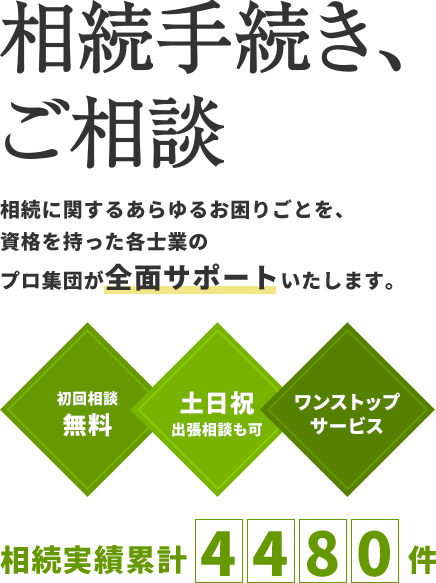 相続手続き、
ご相談
相続に関するあらゆるお困りごとを、
資格を持った各士業の
プロ集団が全面サポートいたします。
初回相談
無料
土日祝
出張相談も可
ワンストップ
サービス
相続実績累計 4480 件